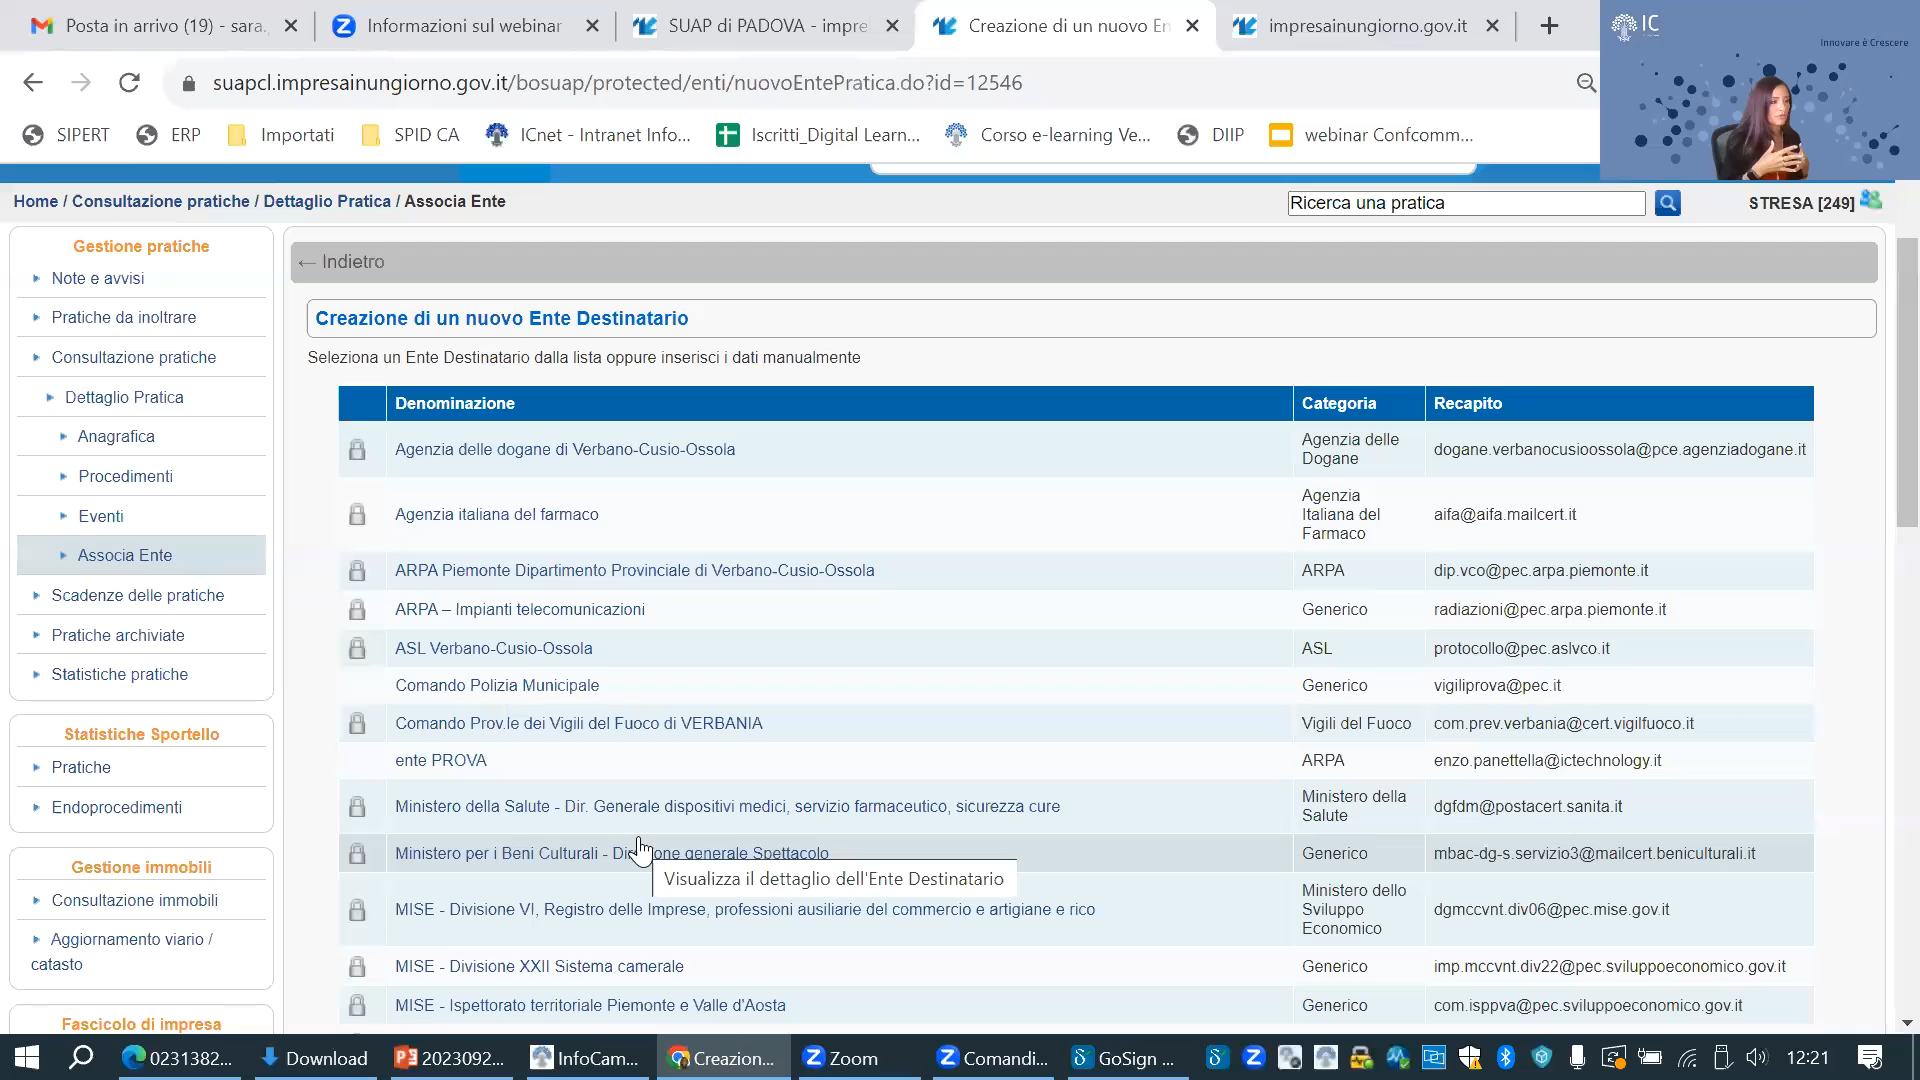 Posta in arrivo (19) - sara.
Informazioni sul webinar
SUAP di PADOVA - impre
Creazione di un nuovo En
impresainungiorno.gov.it
IC
Innovare è Crescere
suapcl.impresainungiorno.gov.it/bosuap/protected/enti/nuovoEntePratica.do?id=12546
SIPERT
ERP
Importati
SPID CA
ICnet - Intranet Info...
Iscritti_Digital Learn...
Corso e-learning Ve...
DIIP
webinar Confcomm...
Home / Consultazione pratiche / Dettaglio Pratica / Associa Ente
Ricerca una pratica
STRESA [249]
Gestione pratiche
Note e avvisi
Pratiche da inoltrare
Consultazione pratiche
Dettaglio Pratica
Anagrafica
Procedimenti
Eventi
Associa Ente
Scadenze delle pratiche
Pratiche archiviate
Statistiche pratiche
Statistiche Sportello
Pratiche
Endoprocedimenti
Gestione immobili
Consultazione immobili
Aggiornamento viario /
catasto
Fascicolo di impresa
← Indietro
Creazione di un nuovo Ente Destinatario
Seleziona un Ente Destinatario dalla lista oppure inserisci i dati manualmente
Denominazione Categoria Recapito
Agenzia delle dogane di Verbano-Cusio-Ossola Agenzia delle dogane.verbanocusioossola@pce.agenziadogane.it
Dogane
Agenzia italiana del farmaco Agenzia aifa@aifa.mailcert.it
Italiana del
Farmaco
ARPA Piemonte Dipartimento Provinciale di Verbano-Cusio-Ossola ARPA dip.vco@pec.arpa.piemonte.it
ARPA – Impianti telecomunicazioni Generico radiazioni@pec.arpa.piemonte.it
ASL Verbano-Cusio-Ossola ASL protocollo@pec.aslvco.it
Comando Polizia Municipale Generico vigiliprova@pec.it
Comando Prov.le dei Vigili del Fuoco di VERBANIA Vigili del Fuoco com.prev.verbania@cert.vigilfuoco.it
ente PROVA ARPA enzo.panettella@ictechnology.it
Ministero della Salute - Dir. Generale dispositivi medici, servizio farmaceutico, sicurezza cure Ministero della dgfdm@postacert.sanita.it
Salute
Ministero per i Beni Culturali - generale Spettacolo Generico mbac-dg-s.servizio3@mailcert.beniculturali.it
Visualizza il dettaglio dell'Ente Destinatario
MISE - Divisione VI, Registro delle Imprese, professioni ausiliarie del commercio e artigiane e rico Ministero dello dgmccvnt.div06@pec.mise.gov.it
Sviluppo
Economico
MISE - Divisione XXII Sistema camerale Generico imp.mccvnt.div22@pec.sviluppoeconomico.gov.it
MISE - Ispettorato territoriale Piemonte e Valle d'Aosta Generico com.isppva@pec.sviluppoeconomico.gov.it
0231382...
Download
2023092...
InfoCam...
Creazion...
Zoom
Comandi...
GoSign ...
12:21